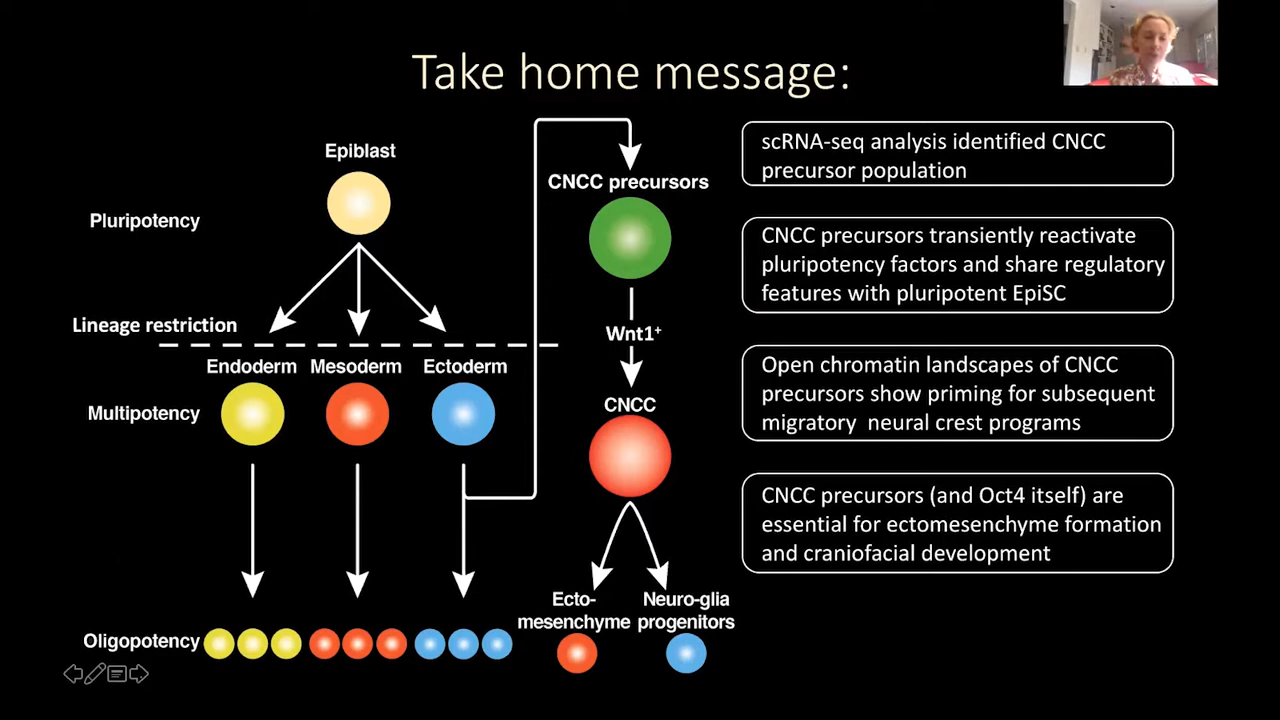 Take home message:
Epiblast
Pluripotency
Lineage restriction
Endoderm Mesoderm Ectoderm
Multipotency
Oligopotency
CNCC precursors
Wnt1⁺
CNCC
Ecto-
mesenchyme
Neuro-glia
progenitors
scRNA-seq analysis identified CNCC
precursor population
CNCC precursors transiently reactivate
pluripotency factors and share regulatory
features with pluripotent EpiSC
Open chromatin landscapes of CNCC
precursors show priming for subsequent
migratory neural crest programs
CNCC precursors (and Oct4 itself) are
essential for ectomesenchyme formation
and craniofacial development